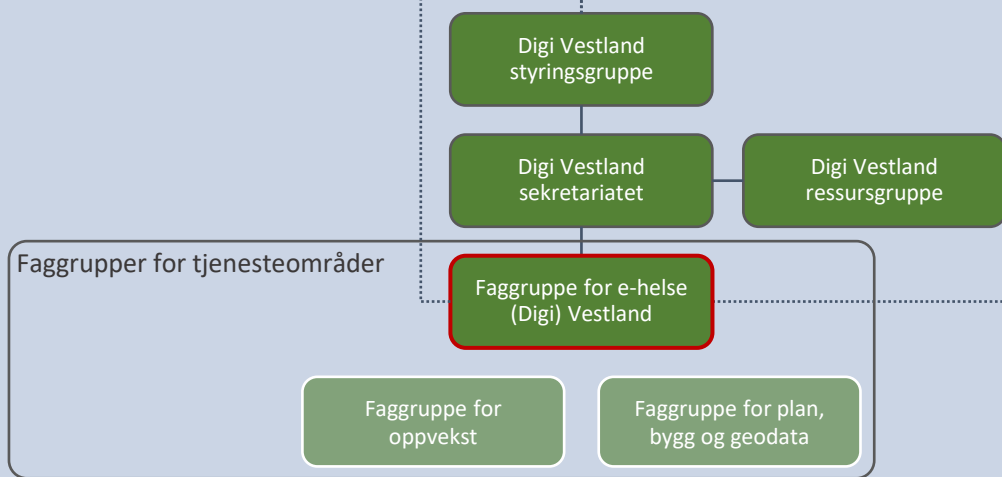 Digi Vestland
styringsgruppe
Digi Vestland
sekretariatet
Digi Vestland
ressursgruppe
Faggrupper for tjenesteområder
Faggruppe for e-helse
(Digi) Vestland
Faggruppe for
oppvekst
Faggruppe for plan,
bygg og geodata